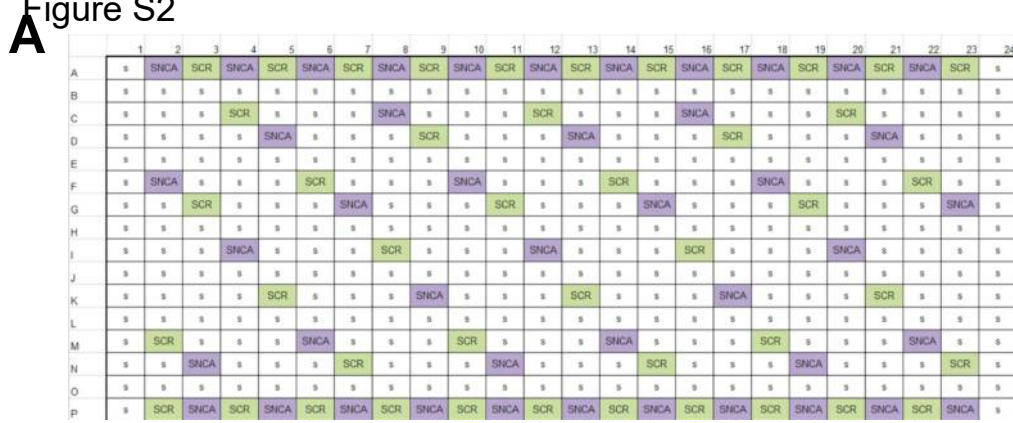 Figure S2
A
1 2 3 4 5 6 7 8 9 10 11 12 13 14 15 16 17 18 19 20 21 22 23 24
A s SNCA SCR SNCA SCR SNCA SCR SNCA SCR SNCA SCR SNCA SCR SNCA SCR SNCA SCR SNCA SCR SNCA SCR SNCA SCR s
B s s s s s s s s s s s s s s s s s s s s s s s s
C s s s SCR s s s SNCA s s s SCR s s s SNCA s s s SCR s s s s
D s s s s SNCA s s s SCR s s s SNCA s s s SCR s s s SNCA s s s
E s s s s s s s s s s s s s s s s s s s s s s s s
F s SNCA s s s SCR s s s SNCA s s s SCR s s s SNCA s s s SCR s s
G s s SCR s s s SNCA s s s SCR s s s SNCA s s s SCR s s s SNCA s
H s s s s s s s s s s s s s s s s s s s s s s s s
I s s s SNCA s s s SCR s s s SNCA s s s SCR s s s SNCA s s s s
J s s s s s s s s s s s s s s s s s s s s s s s s
K s s s s SCR s s s SNCA s s s SCR s s s SNCA s s s SCR s s s
L s s s s s s s s s s s s s s s s s s s s s s s s
M s SCR s s s SNCA s s s SCR s s s SNCA s s s SCR s s s SNCA s s
N s s SNCA s s s SCR s s s SNCA s s s SCR s s s SNCA s s s SCR s
O s s s s s s s s s s s s s s s s s s s s s s s s
P s SCR SNCA SCR SNCA SCR SNCA SCR SNCA SCR SNCA SCR SNCA SCR SNCA SCR SNCA SCR SNCA SCR SNCA SCR SNCA s